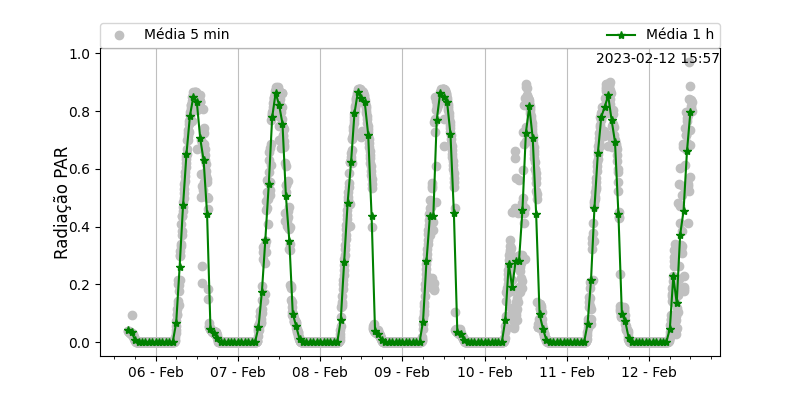 Média 5 min
Média 1 h
2023-02-12 15:57
Radiação PAR
1.0
0.8
0.6
0.4
0.2
0.0
06 - Feb
07 - Feb
08 - Feb
09 - Feb
10 - Feb
11 - Feb
12 - Feb